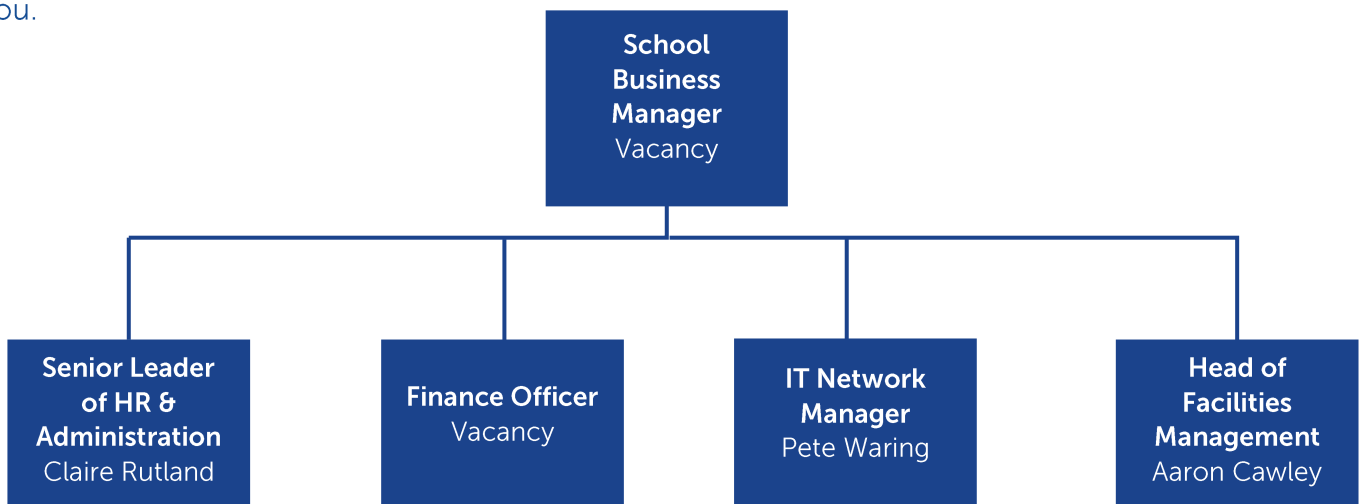 School
Business
Manager
Vacancy
Senior Leader
of HR &
Administration
Claire Rutland
Finance Officer
Vacancy
IT Network
Manager
Pete Waring
Head of
Facilities
Management
Aaron Cawley